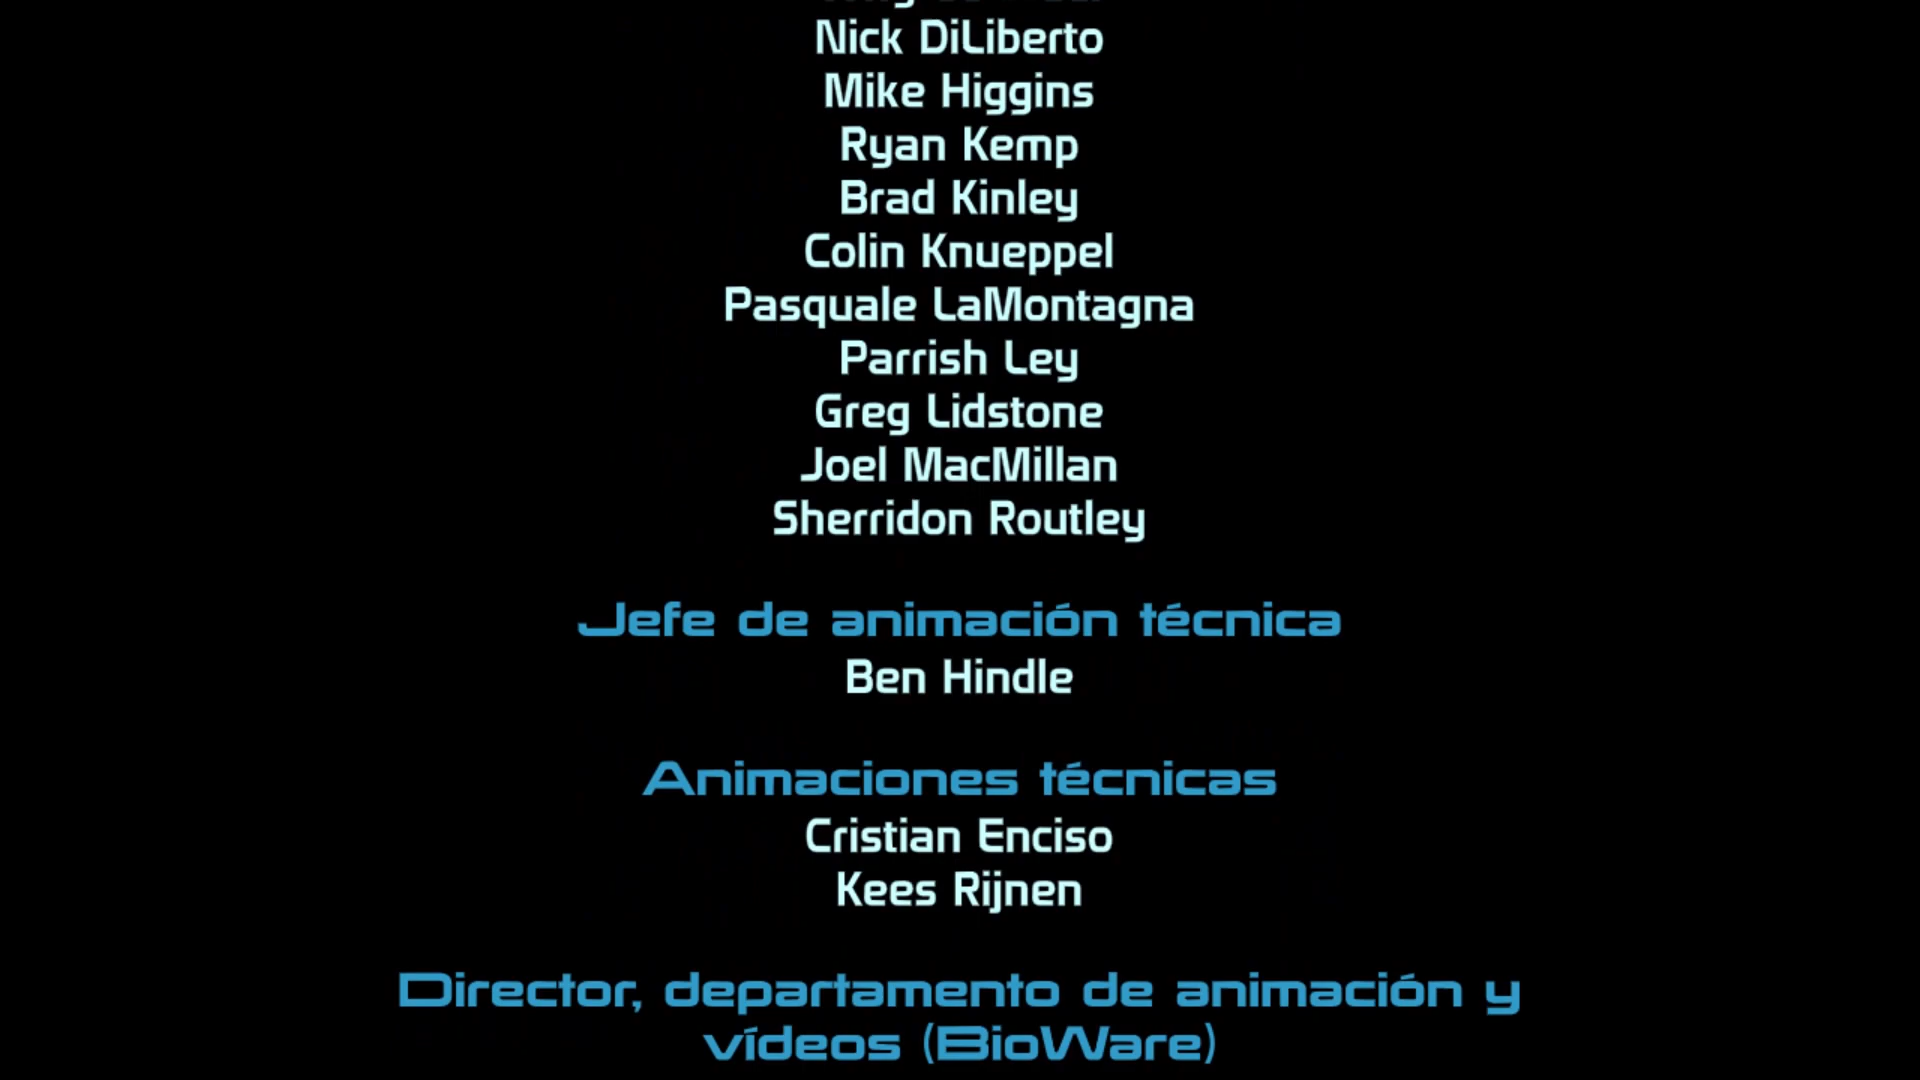 Nick DiLiberto
Mike Higgins
Ryan Kemp
Brad Kinley
Colin Knueppel
Pasquale LaMontagna
Parrish Ley
Greg Lidstone
Joel MacMillan
Sherridon Routley
Jefe de animación técnica
Ben Hindle
Animaciones técnicas
Cristian Enciso
Kees Rijnen
Director, departamento de animación y
vídeos (BioWare)